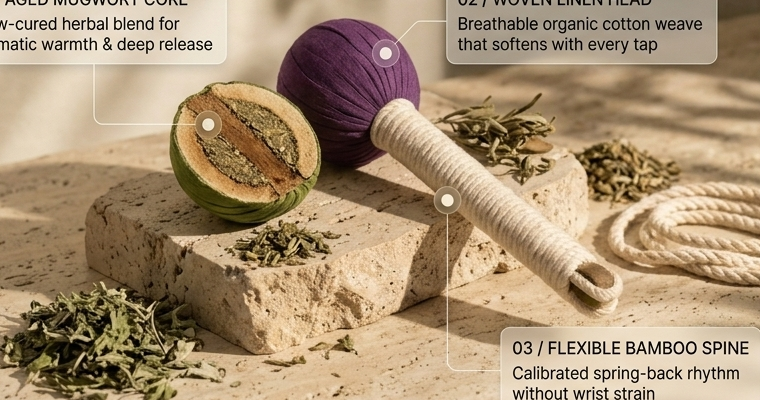 AGED MUGWORT CORE
herbal blend for
warmth & deep release
02 / WOVEN LINEN HEAD
Breathable organic cotton weave
that softens with every tap
03 / FLEXIBLE BAMBOO SPINE
Calibrated spring-back rhythm
without wrist strain